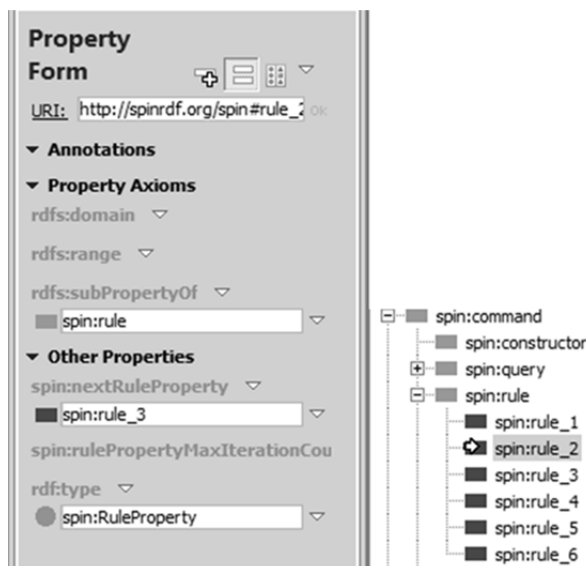 Property
Form
URI: http://spinrdf.org/spin#rule_2 Ok
Annotations
Property Axioms
rdfs:domain
rdfs:range
rdfs:subPropertyOf
spin:rule
Other Properties
spin:nextRuleProperty
spin:rule_3
spin:rulePropertyMaxIterationCou
rdf:type
spin:RuleProperty
spin:command
spin:constructor
spin:query
spin:rule
spin:rule_1
spin:rule_2
spin:rule_3
spin:rule_4
spin:rule_5
spin:rule_6